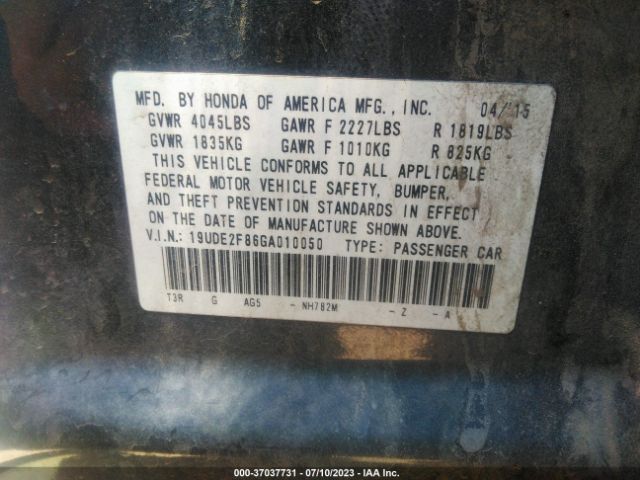 MFD. BY HONDA OF AMERICA MFG., INC. 04/'15
GVWR 4045LBS GAWR F 2227LBS R 1819LBS
GVWR 1835KG GAWR F 1010KG R 825KG
THIS VEHICLE CONFORMS TO ALL APPLICABLE
FEDERAL MOTOR VEHICLE SAFETY, BUMPER,
AND THEFT PREVENTION STANDARDS IN EFFECT
ON THE DATE OF MANUFACTURE SHOWN ABOVE.
V.I.N.: 19UDE2F86GA010050 TYPE: PASSENGER CAR
T3R G AG5 - NH782M - Z - A
000-37037731 - 07/10/2023 - IAA Inc.